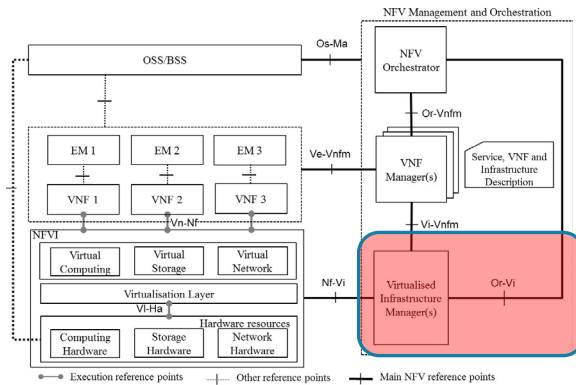 NFV Management and Orchestration
Os-Ma
OSS/BSS
NFV
Orchestrator
Or-Vnfm
EM 1
EM 2
EM 3
Ve-Vnfm
VNF
Manager(s)
Service, VNF and
Infrastructure
Description
VNF 1
VNF 2
VNF 3
Vn-Nf
Vi-Vnfm
NFVI
Virtual
Computing
Virtual
Storage
Virtual
Network
Nf-Vi
Virtualised
Infrastructure
Manager(s)
Or-Vi
Virtualisation Layer
Vl-Ha
Hardware resources
Computing
Hardware
Storage
Hardware
Network
Hardware
Execution reference points
Other reference points
Main NFV reference points